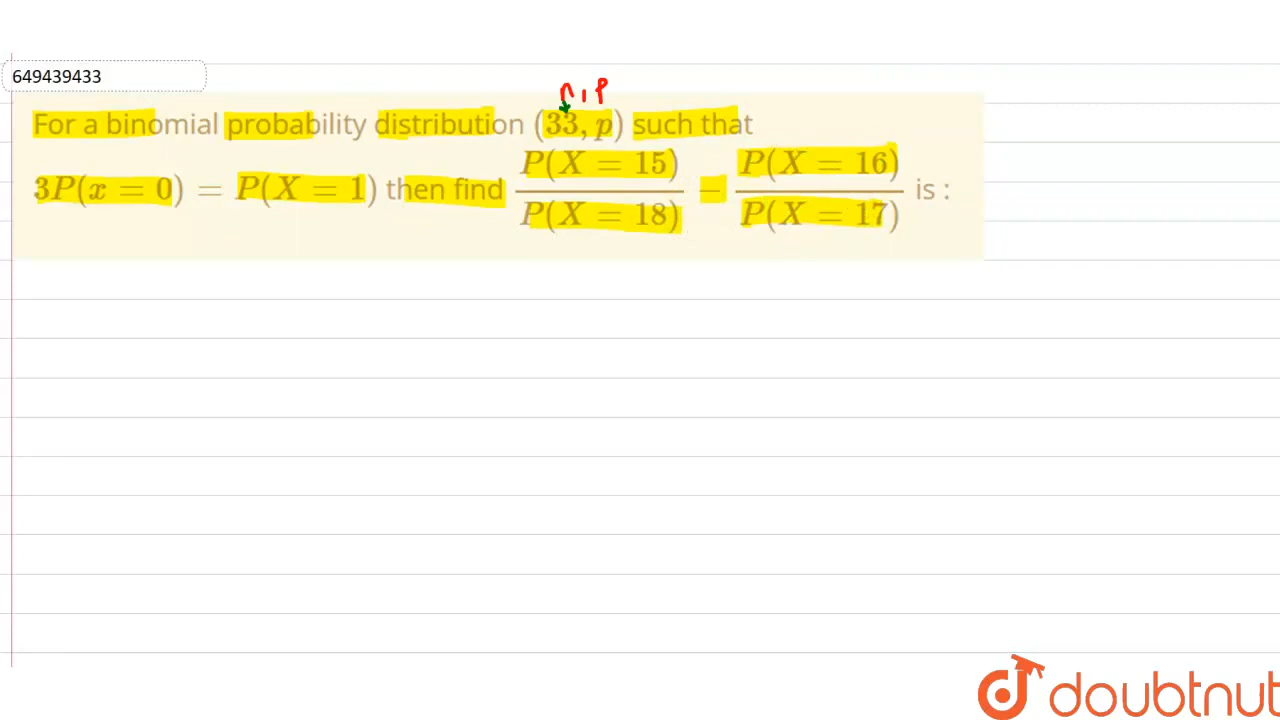 649439433
n, p
For a binomial probability distribution (33, p) such that
3P(x = 0) = P(X = 1) then find P(X = 15) / P(X = 18) − P(X = 16) / P(X = 17) is :
doubtnut